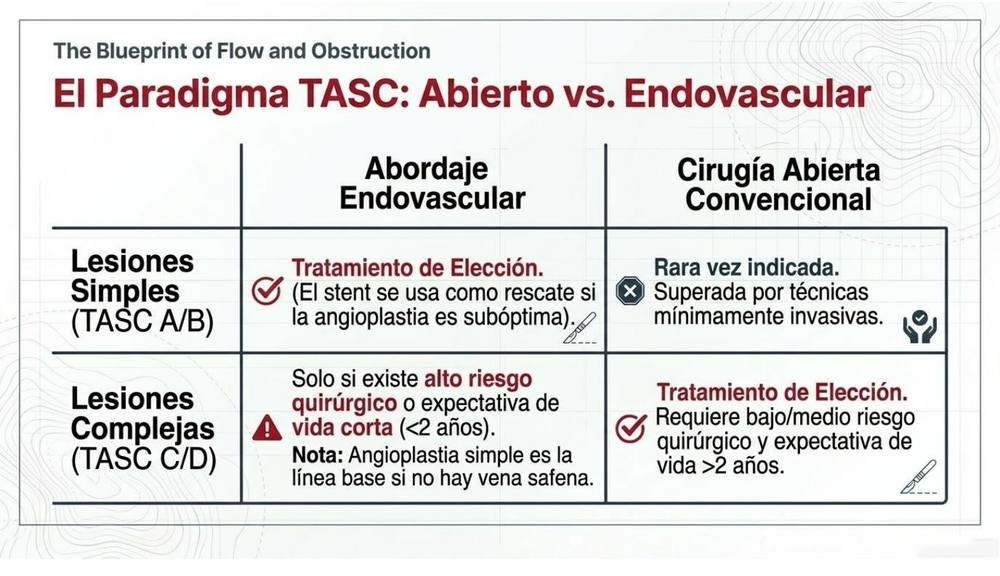 The Blueprint of Flow and Obstruction
El Paradigma TASC: Abierto vs. Endovascular
Abordaje
Endovascular
Cirugía Abierta
Convencional
Lesiones
Simples
(TASC A/B)
Tratamiento de Elección.
(El stent se usa como rescate si
la angioplastia es subóptima).
Rara vez indicada.
Superada por técnicas
mínimamente invasivas.
Lesiones
Complejas
(TASC C/D)
Solo si existe alto riesgo
quirúrgico o expectativa de
vida corta (<2 años).
Nota: Angioplastia simple es la
línea base si no hay vena safena.
Tratamiento de Elección.
Requiere bajo/medio riesgo
quirúrgico y expectativa de
vida >2 años.